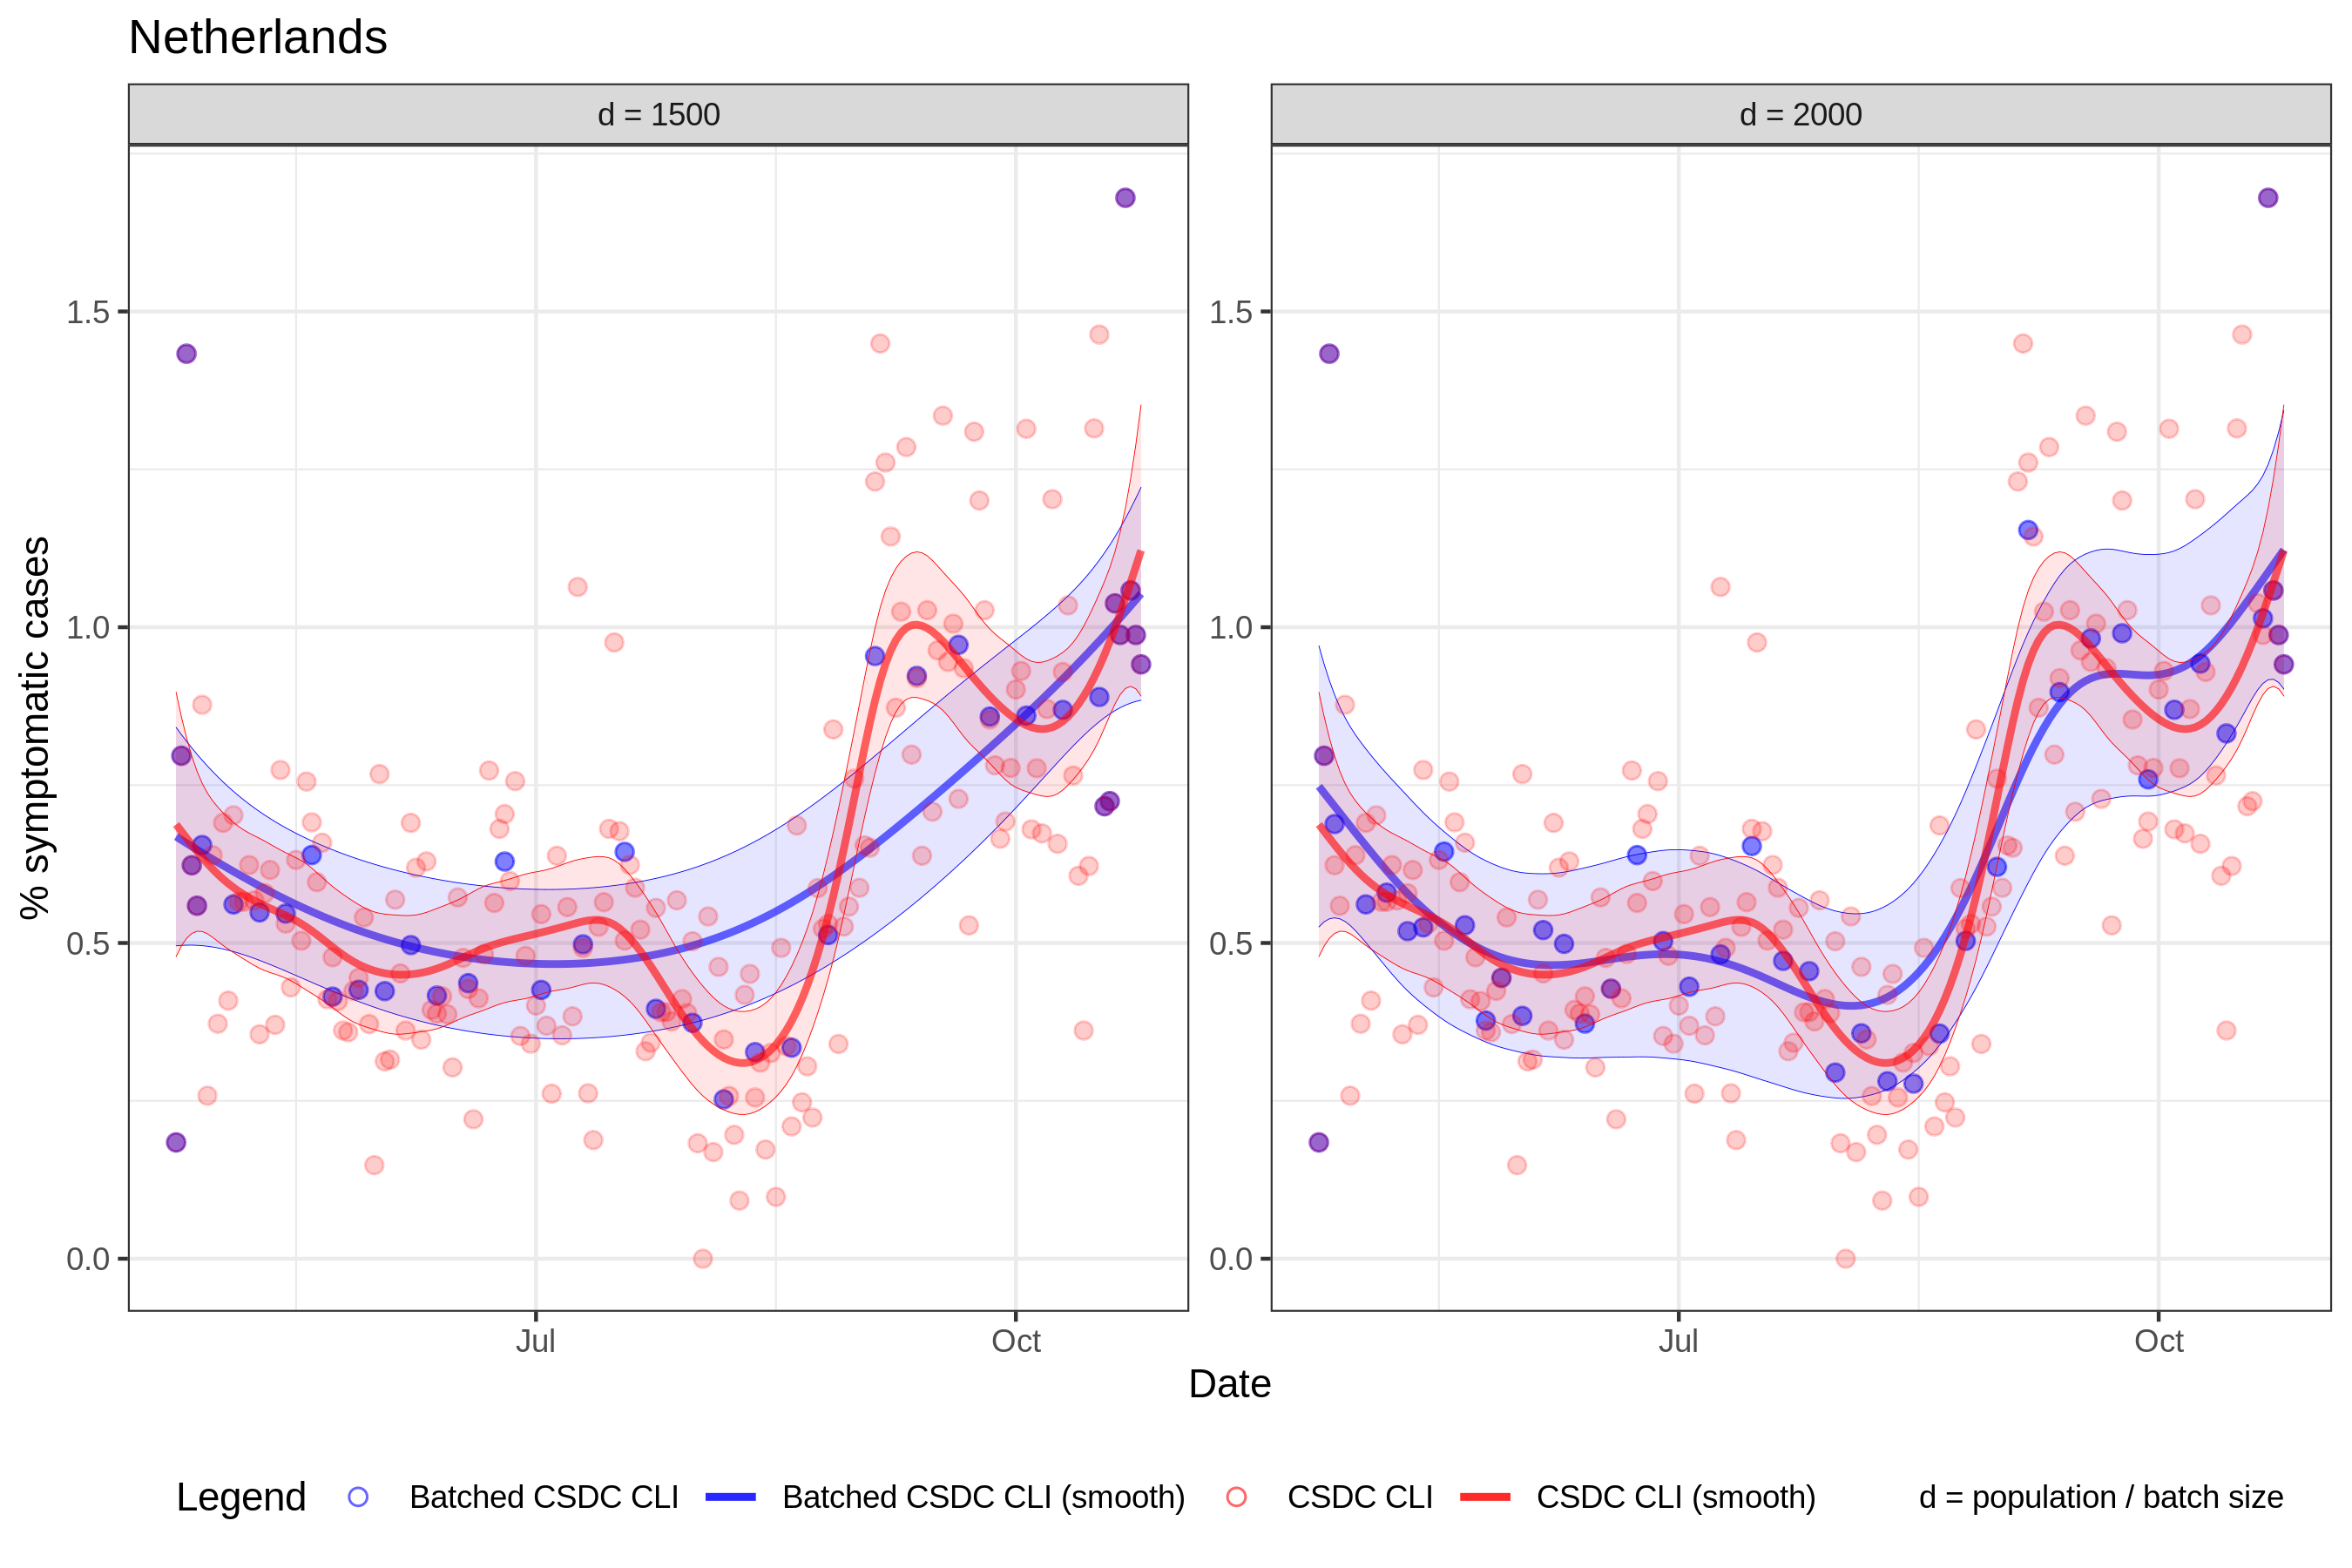 Netherlands
d = 1500
d = 2000
% symptomatic cases
1.5
1.0
0.5
0.0
1.5
1.0
0.5
0.0
Jul
Oct
Jul
Oct
Date
Legend
Batched CSDC CLI
Batched CSDC CLI (smooth)
CSDC CLI
CSDC CLI (smooth)
d = population / batch size